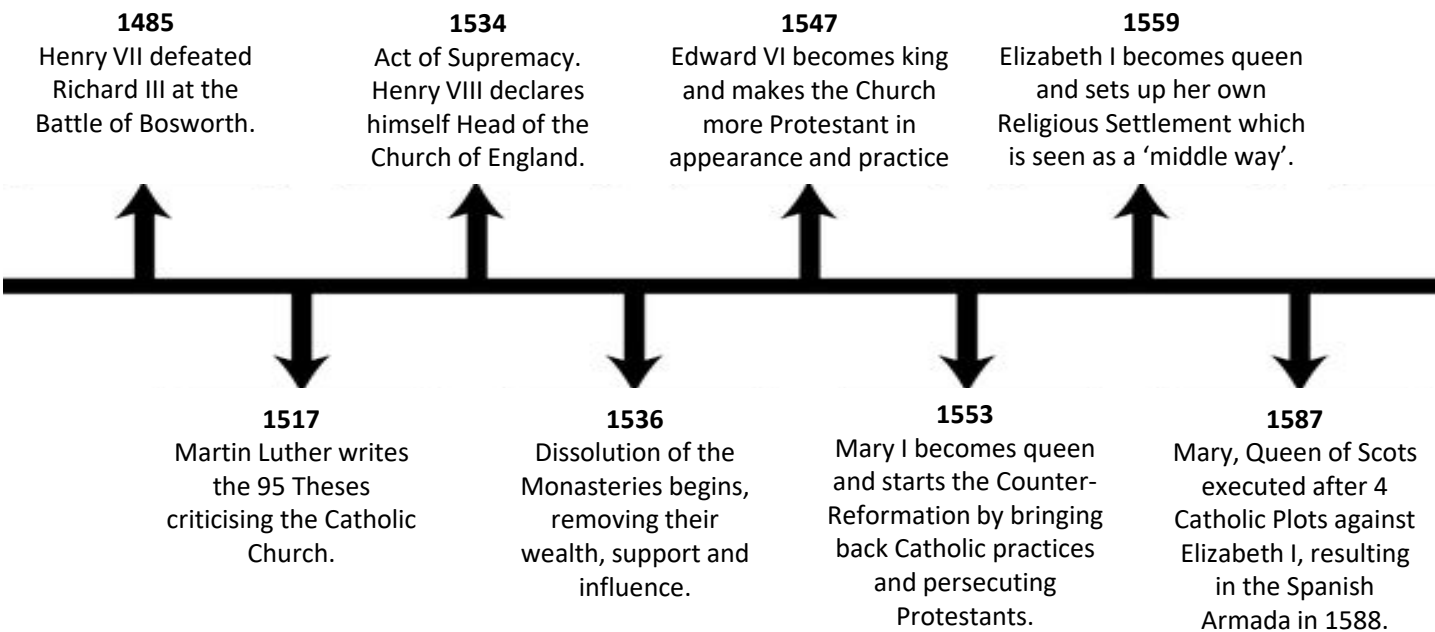 1485
Henry VII defeated
Richard III at the
Battle of Bosworth.
1534
Act of Supremacy.
Henry VIII declares
himself Head of the
Church of England.
1547
Edward VI becomes king
and makes the Church
more Protestant in
appearance and practice
1559
Elizabeth I becomes queen
and sets up her own
Religious Settlement which
is seen as a ‘middle way’.
1517
Martin Luther writes
the 95 Theses
criticising the Catholic
Church.
1536
Dissolution of the
Monasteries begins,
removing their
wealth, support and
influence.
1553
Mary I becomes queen
and starts the Counter-
Reformation by bringing
back Catholic practices
and persecuting
Protestants.
1587
Mary, Queen of Scots
executed after 4
Catholic Plots against
Elizabeth I, resulting
in the Spanish
Armada in 1588.